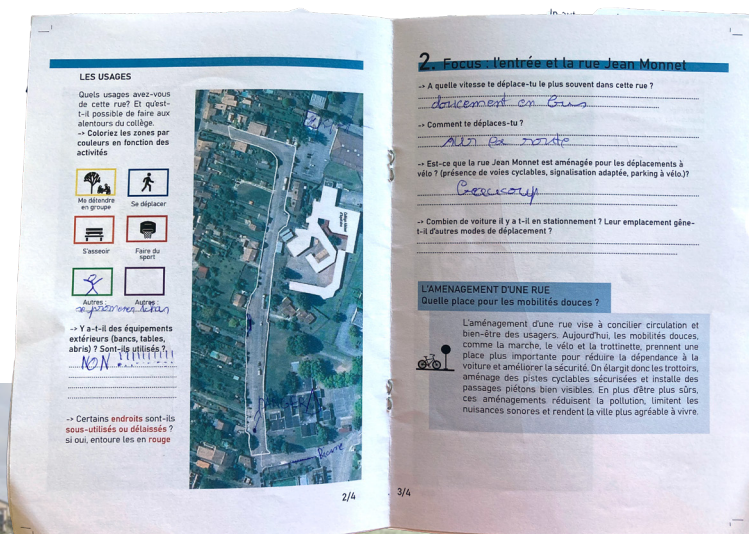 LES USAGES
Quels usages avez-vous
de cette rue? Et qu'est-
t-il possible de faire aux
alentours du collège.
-> Coloriez les zones par
couleurs en fonction des
activités
Me détendre
en groupe
Se déplacer
S'asseoir
Faire du
sport
Autres :
Autres :
se promener
-> Y a-t-il des équipements
extérieurs (bancs, tables,
abris) ? Sont-ils utilisés ?
NON
-> Certains endroits sont-ils
sous-utilisés ou délaissés ?
si oui, entoure les en rouge
2/4
2. Focus : l'entrée et la rue Jean Monnet
-> A quelle vitesse te déplace-tu le plus souvent dans cette rue ?
doucement en bus
-> Comment te déplaces-tu ?
sur la route
-> Est-ce que la rue Jean Monnet est aménagée pour les déplacements à
vélo ? (présence de voies cyclables, signalisation adaptée, parking à vélo.)?
Beaucoup
-> Combien de voiture il y a t-il en stationnement ? Leur emplacement gêne-
t-il d'autres modes de déplacement ?
L'AMENAGEMENT D'UNE RUE
Quelle place pour les mobilités douces ?
L'aménagement d'une rue vise à concilier circulation et
bien-être des usagers. Aujourd'hui, les mobilités douces,
comme la marche, le vélo et la trottinette, prennent une
place plus importante pour réduire la dépendance à la
voiture et améliorer la sécurité. On élargit donc les trottoirs,
aménage des pistes cyclables sécurisées et installe des
passages piétons bien visibles. En plus d'être plus sûrs,
ces aménagements réduisent la pollution, limitent les
nuisances sonores et rendent la ville plus agréable à vivre.
3/4